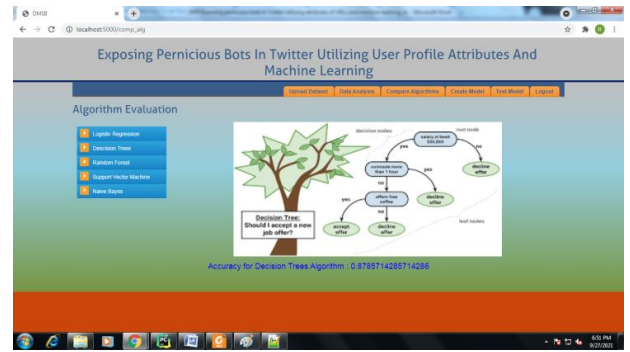 DMSB
localhost:5000/comp_alg
Exposing Pernicious Bots In Twitter Utilizing User Profile Attributes And
Machine Learning
Upload Dataset Data Analysis Compare Algorithms Create Model Test Model Logout
Algorithm Evaluation
Logistic Regression
Descision Trees
Random Forest
Support Vector Machine
Naive Bayes
decision nodes
root node
salary at least
$50,000
yes
no
commute more
than 1 hour
decline
offer
yes
no
offers free
coffee
decline
offer
yes
no
leaf nodes
Decision Tree:
Should I accept a new
job offer?
accept
offer
decline
offer
Accuracy for Decision Trees Algorithm : 0.8785714285714286
6:51 PM
9/27/2021